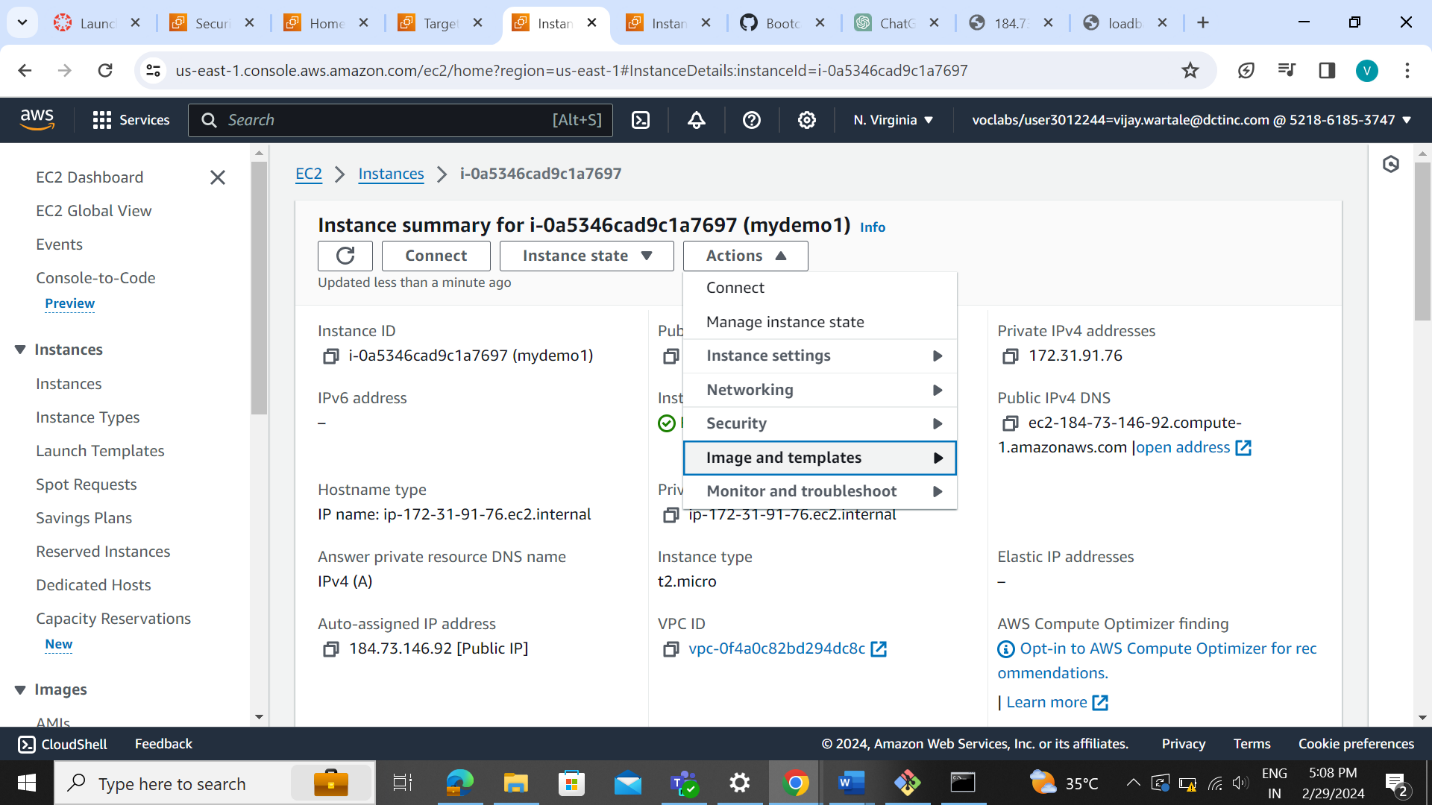 Launc
Securi
Home
Target
Instan
Instan
Bootc
ChatG
184.73
loadb
us-east-1.console.aws.amazon.com/ec2/home?region=us-east-1#InstanceDetails:instanceId=i-0a5346cad9c1a7697
V
aws
Services
Search
[Alt+S]
N. Virginia
voclabs/user3012244=vijay.wartale@dctinc.com @ 5218-6185-3747
EC2 Dashboard
EC2 Global View
Events
Console-to-Code
Preview
Instances
Instances
Instance Types
Launch Templates
Spot Requests
Savings Plans
Reserved Instances
Dedicated Hosts
Capacity Reservations
New
Images
AMIs
EC2
Instances
i-0a5346cad9c1a7697
Instance summary for i-0a5346cad9c1a7697 (mydemo1) Info
Connect
Instance state
Actions
Updated less than a minute ago
Connect
Manage instance state
Instance settings
Networking
Security
Image and templates
Monitor and troubleshoot
Instance ID
i-0a5346cad9c1a7697 (mydemo1)
IPv6 address
–
Hostname type
IP name: ip-172-31-91-76.ec2.internal
Answer private resource DNS name
IPv4 (A)
Auto-assigned IP address
184.73.146.92 [Public IP]
Pub
Inst
Priv
ip-172-31-91-76.ec2.internal
Instance type
t2.micro
VPC ID
vpc-0f4a0c82bd294dc8c
Private IPv4 addresses
172.31.91.76
Public IPv4 DNS
ec2-184-73-146-92.compute-
1.amazonaws.com |open address
Elastic IP addresses
–
AWS Compute Optimizer finding
Opt-in to AWS Compute Optimizer for rec
ommendations.
| Learn more
CloudShell
Feedback
© 2024, Amazon Web Services, Inc. or its affiliates.
Privacy
Terms
Cookie preferences
Type here to search
35°C
ENG
IN
5:08 PM
2/29/2024
2